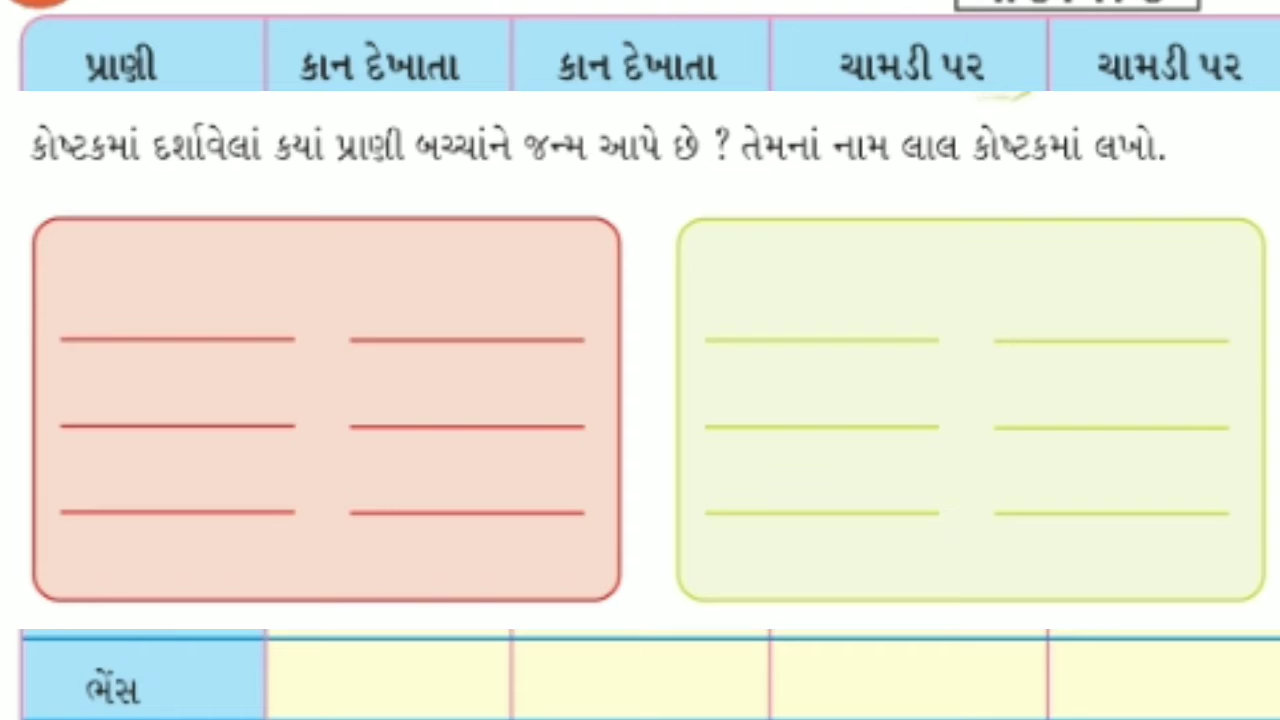 પ્રાણી
કાન દેખાતા
કાન દેખાતા
ચામડી પર
ચામડી પર
કોષ્ટકમાં દર્શાવેલાં કયાં પ્રાણી બચ્ચાંને જન્મ આપે છે ? તેમનાં નામ લાલ કોષ્ટકમાં લખો.
ભેંસ